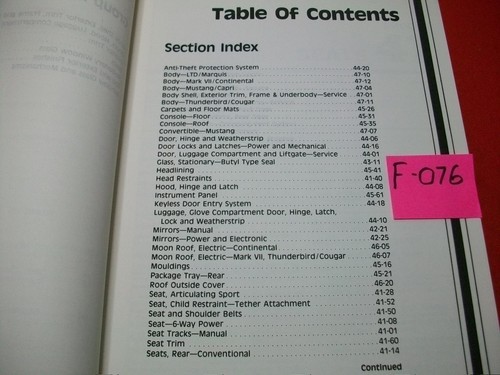 Table Of Contents
Section Index
Anti-Theft Protection System 44-20
Body—LTD/Marquis 47-10
Body—Mark VII/Continental 47-12
Body—Mustang/Capri 47-04
Body Shell, Exterior Trim, Frame & Underbody—Service 47-01
Body—Thunderbird/Cougar 47-11
Carpets and Floor Mats 45-26
Console—Floor 45-31
Console—Roof 45-35
Convertible—Mustang 47-07
Door, Hinge and Weatherstrip 44-06
Door Locks and Latches—Power and Mechanical 44-16
Door, Luggage Compartment and Liftgate—Service 44-01
Glass, Stationary—Butyl Type Seal 43-11
Headlining 45-41
Head Restraints 41-40
Hood, Hinge and Latch 44-08
Instrument Panel 45-61
Keyless Door Entry System 44-18
Luggage, Glove Compartment Door, Hinge, Latch,
Lock and Weatherstrip 44-10
Mirrors—Manual 42-21
Mirrors—Power and Electronic 42-25
Moon Roof, Electric—Continental 46-05
Moon Roof, Electric—Mark VII, Thunderbird/Cougar 46-07
Mouldings 45-16
Package Tray—Rear 45-21
Roof Outside Cover 46-20
Seat, Articulating Sport 41-28
Seat, Child Restraint—Tether Attachment 41-52
Seat and Shoulder Belts 41-50
Seat—6-Way Power 41-08
Seat Tracks—Manual 41-01
Seat Trim 41-60
Seats, Rear—Conventional 41-14
Continued
F-076